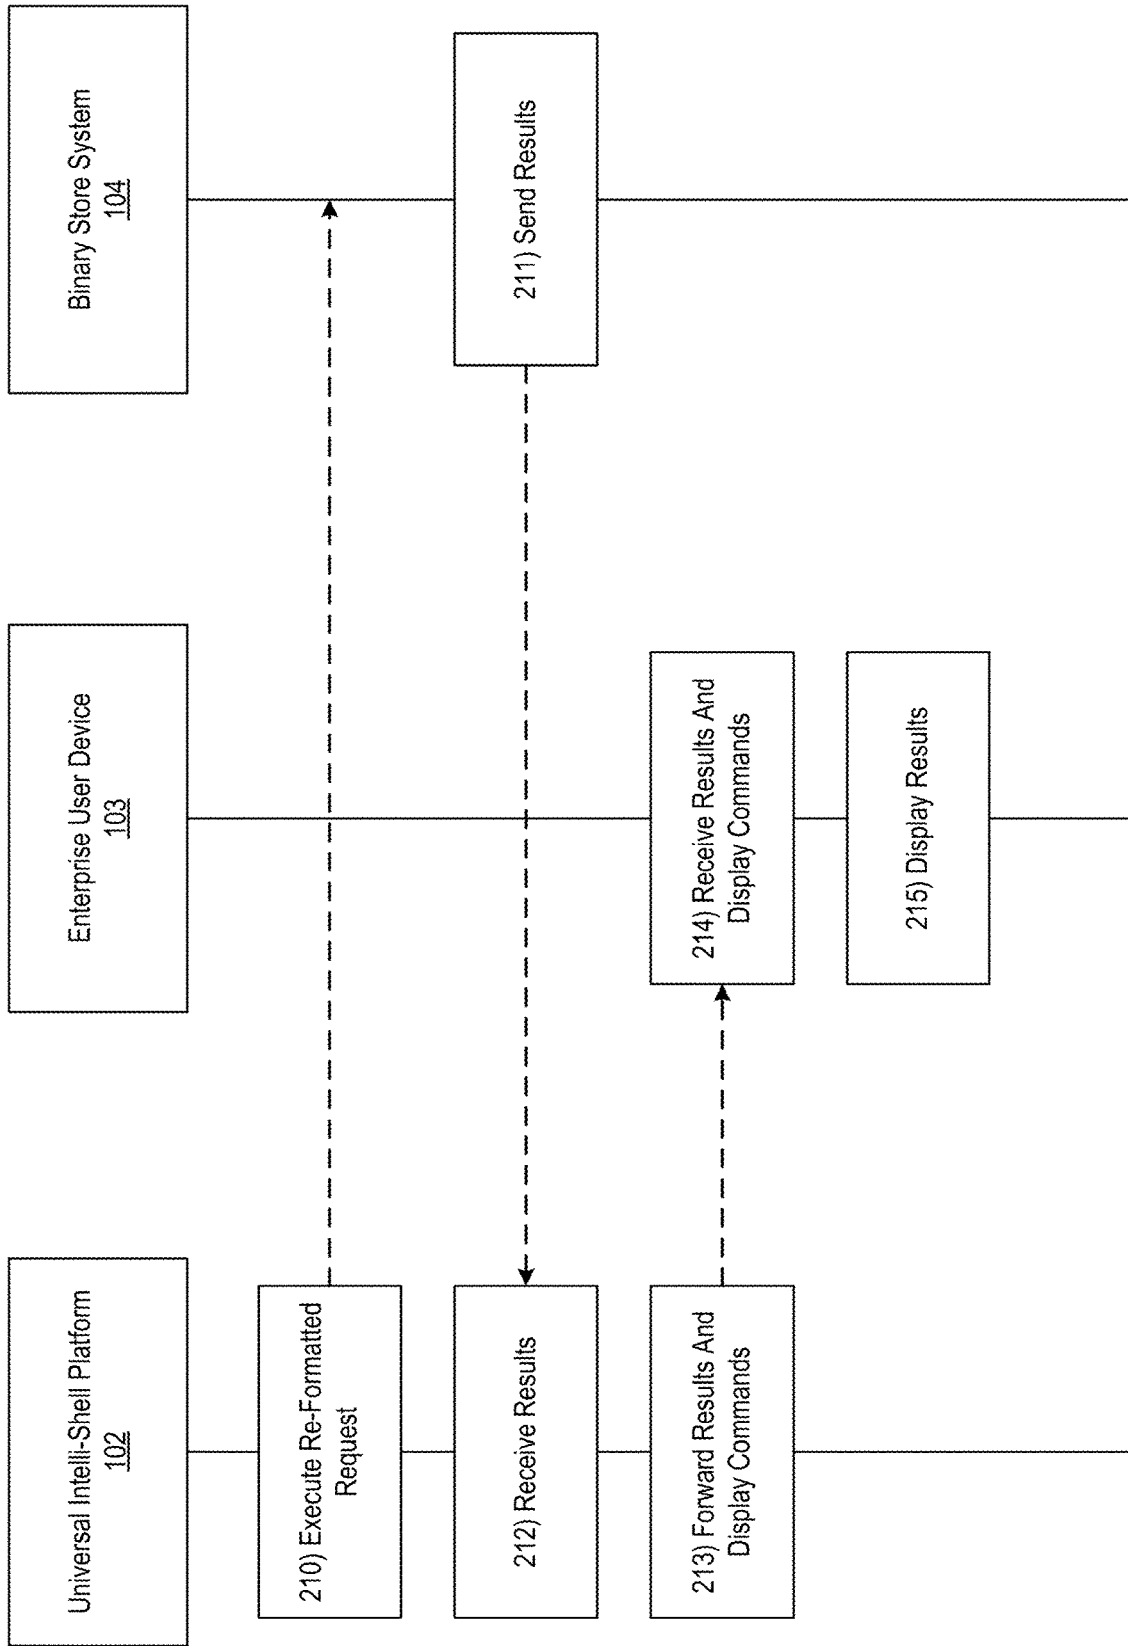 Universal Intelli-Shell Platform
102
Enterprise User Device
103
Binary Store System
104
210) Execute Re-Formatted
Request
211) Send Results
212) Receive Results
213) Forward Results And
Display Commands
214) Receive Results And
Display Commands
215) Display Results